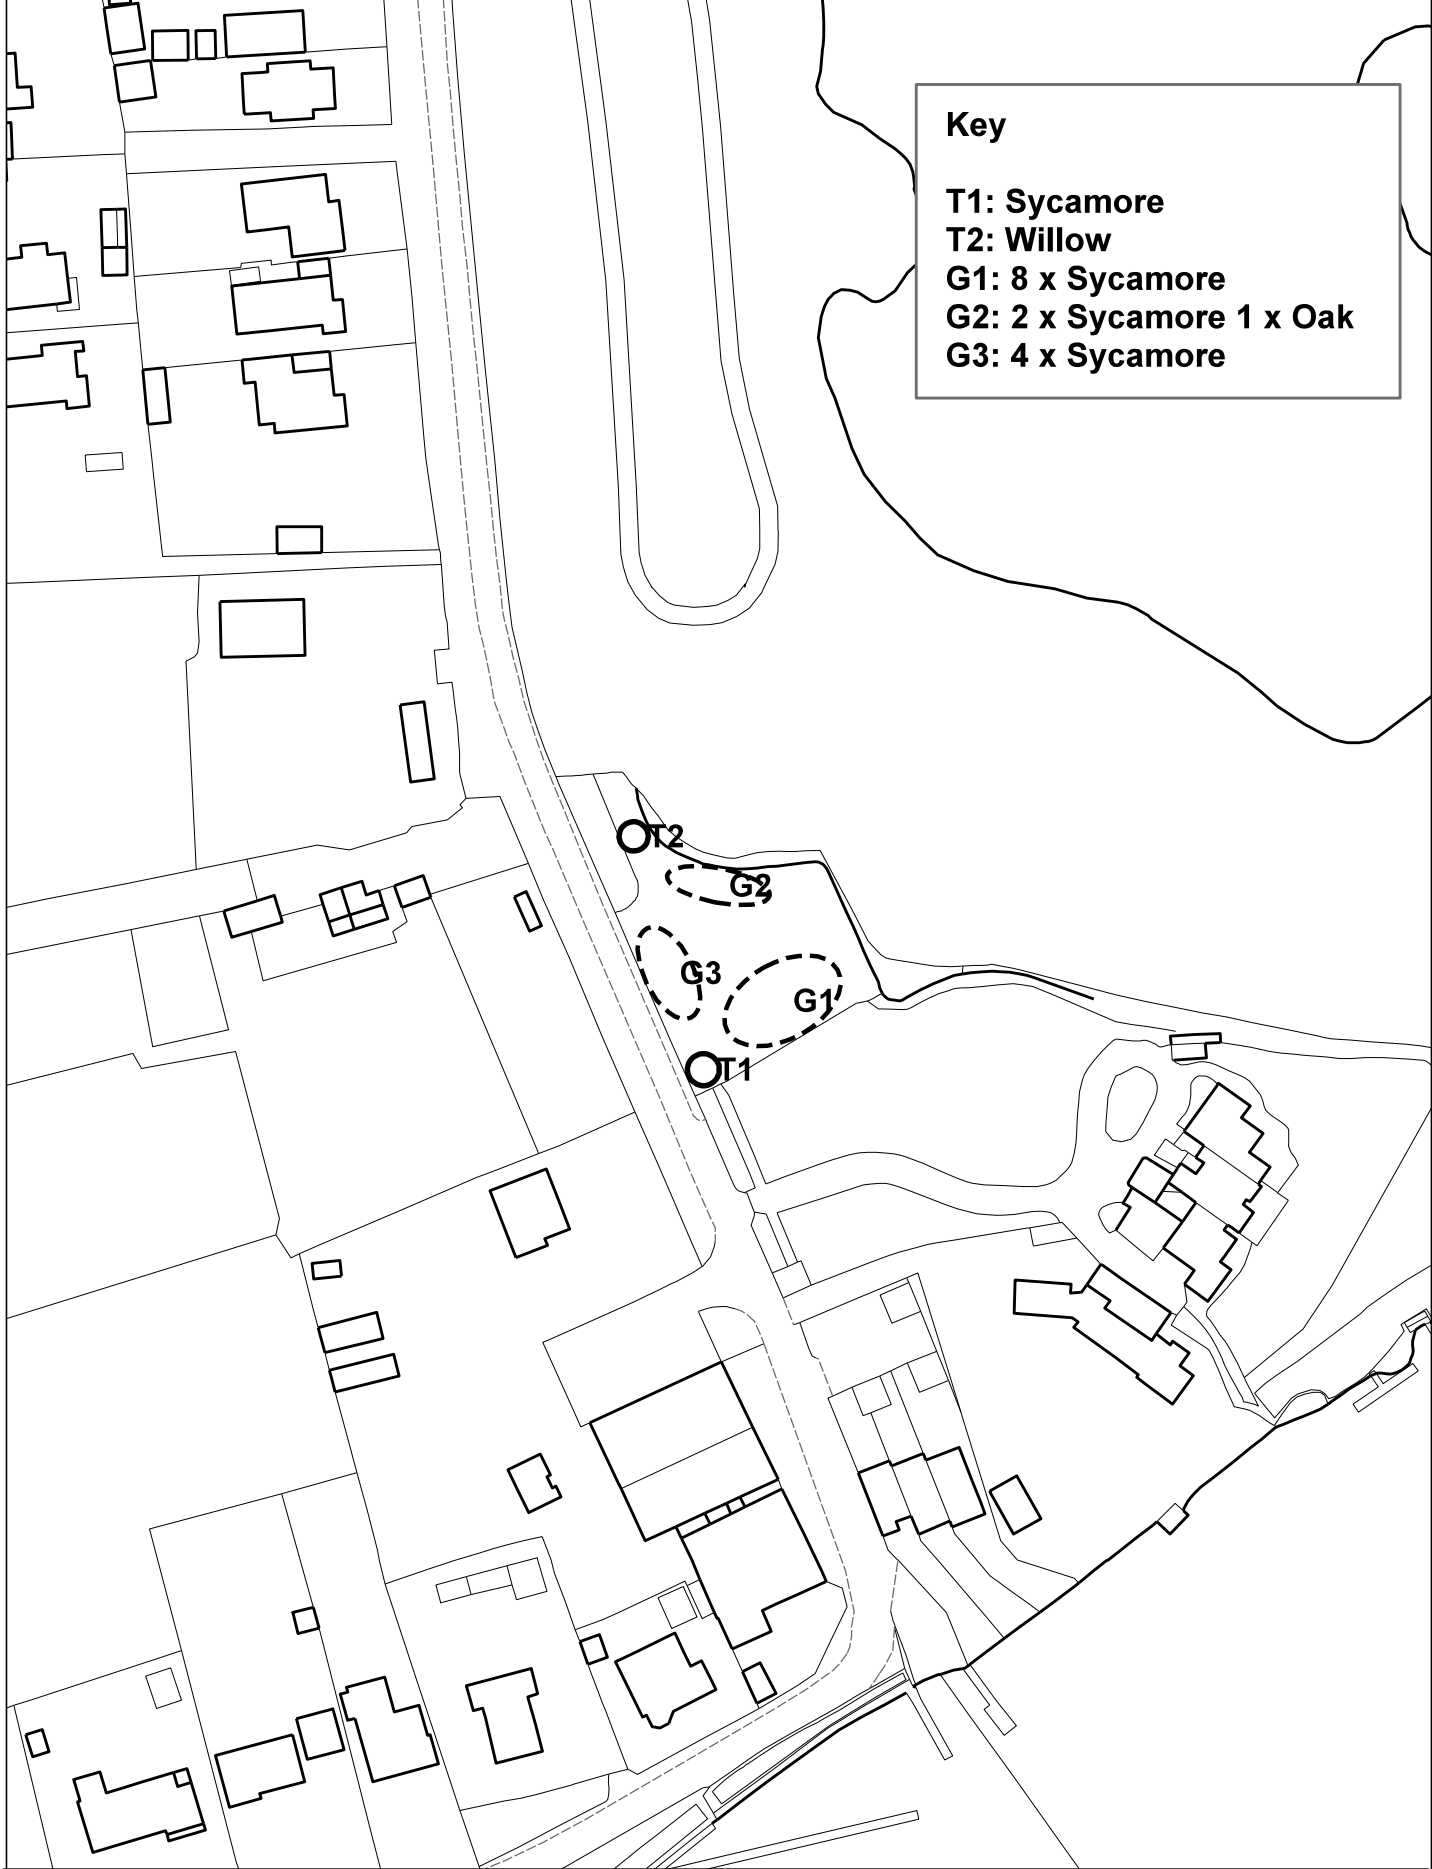 Key
T1: Sycamore
T2: Willow
G1: 8 x Sycamore
G2: 2 x Sycamore 1 x Oak
G3: 4 x Sycamore
T2
G2
G3
G1
T1